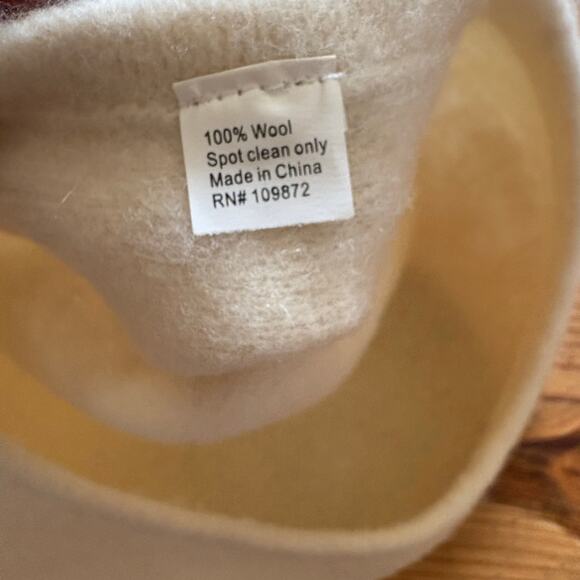 100% Wool
Spot clean only
Made in China
RN# 109872